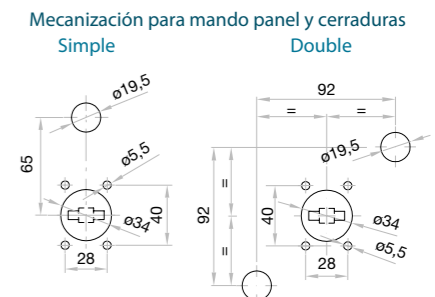 Mecanización para mando panel y cerraduras
Simple
Double
ø19,5
65
ø5,5
ø34
40
28
92
=
=
ø19,5
92
=
=
40
ø34
ø5,5
28